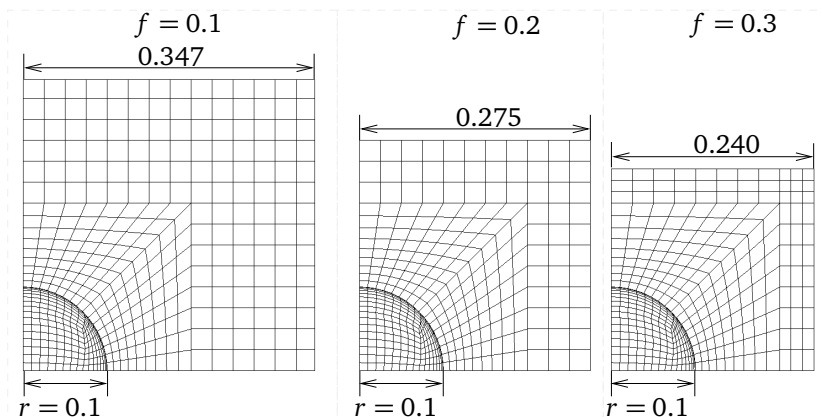 f = 0.1
0.347
r = 0.1
f = 0.2
0.275
r = 0.1
f = 0.3
0.240
r = 0.1